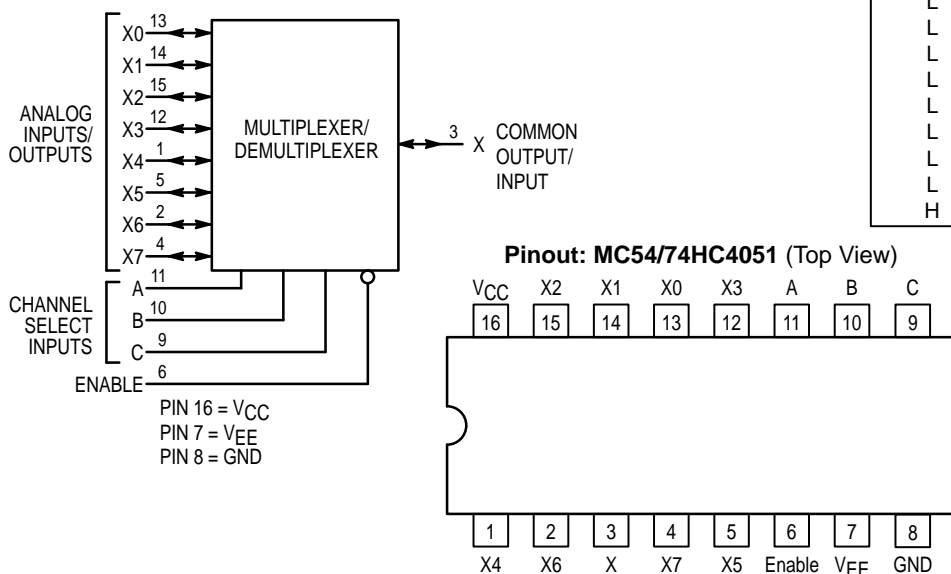 X0 13
X1 14
X2 15
X3 12
X4 1
X5 5
X6 2
X7 4
ANALOG
INPUTS/
OUTPUTS
MULTIPLEXER/
DEMULTIPLEXER
3 X
COMMON
OUTPUT/
INPUT
A 11
B 10
C 9
CHANNEL
SELECT
INPUTS
ENABLE 6
PIN 16 = VCC
PIN 7 = VEE
PIN 8 = GND
L
L
L
L
L
L
L
L
H
Pinout: MC54/74HC4051 (Top View)
VCC X2 X1 X0 X3 A B C
16 15 14 13 12 11 10 9
1 2 3 4 5 6 7 8
X4 X6 X X7 X5 Enable VEE GND